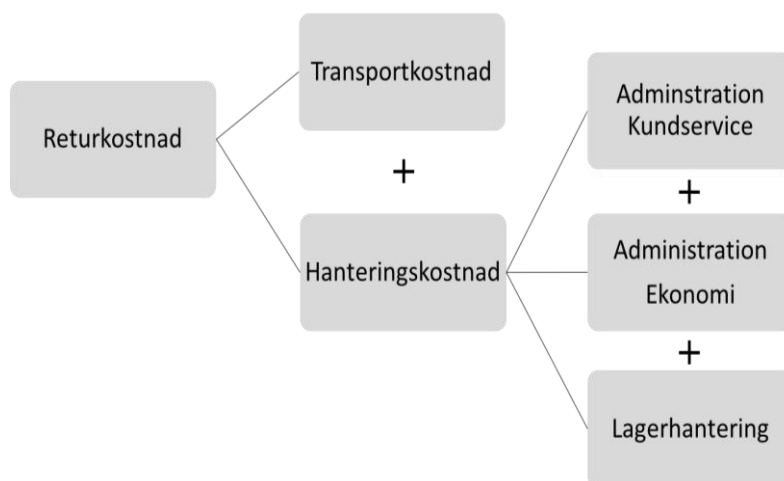 Returkostnad
Transportkostnad
+
Hanteringskostnad
Adminstration
Kundservice
+
Administration
Ekonomi
+
Lagerhantering